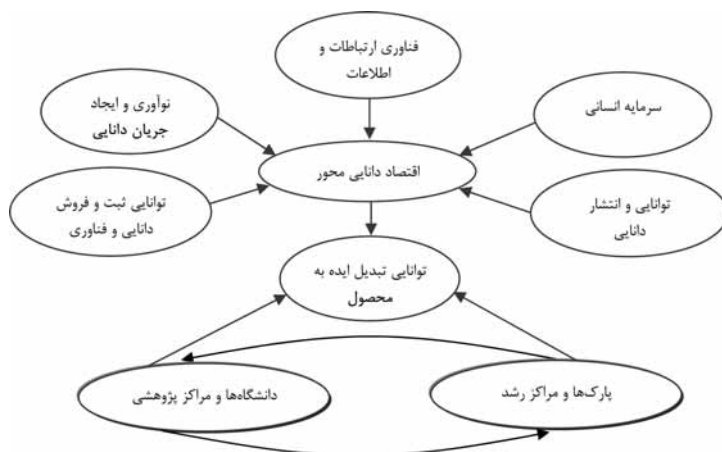 فناوری ارتباطات و
اطلاعات
سرمایه انسانی
نوآوری و ایجاد
جریان دانایی
اقتصاد دانایی محور
توانایی و انتشار
دانایی
توانایی ثبت و فروش
دانایی و فناوری
توانایی تبدیل ایده به
محصول
پارک‌ها و مراکز رشد
دانشگاه‌ها و مراکز پژوهشی